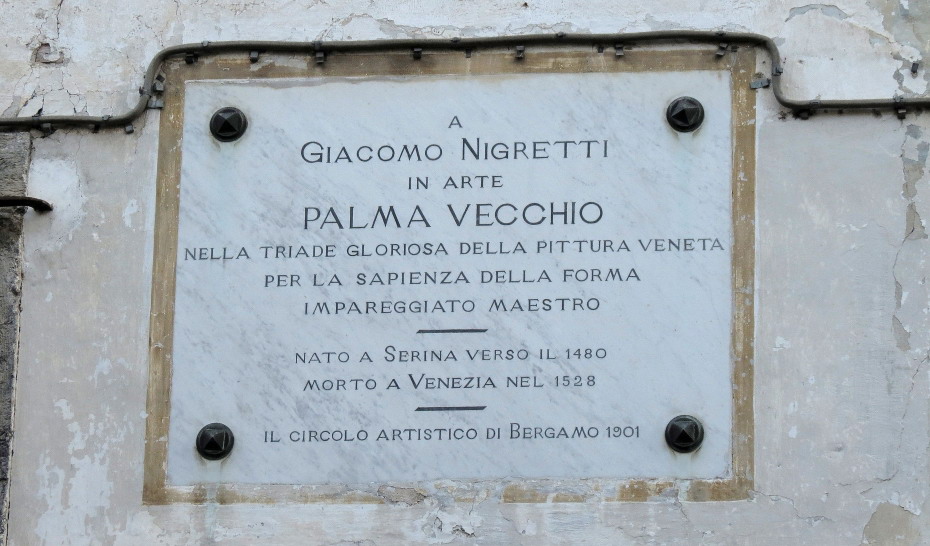 A
GIACOMO NIGRETTI
IN ARTE
PALMA VECCHIO
NELLA TRIADE GLORIOSA DELLA PITTURA VENETA
PER LA SAPIENZA DELLA FORMA
IMPAREGGIATO MAESTRO
NATO A SERINA VERSO IL 1480
MORTO A VENEZIA NEL 1528
IL CIRCOLO ARTISTICO DI BERGAMO 1901